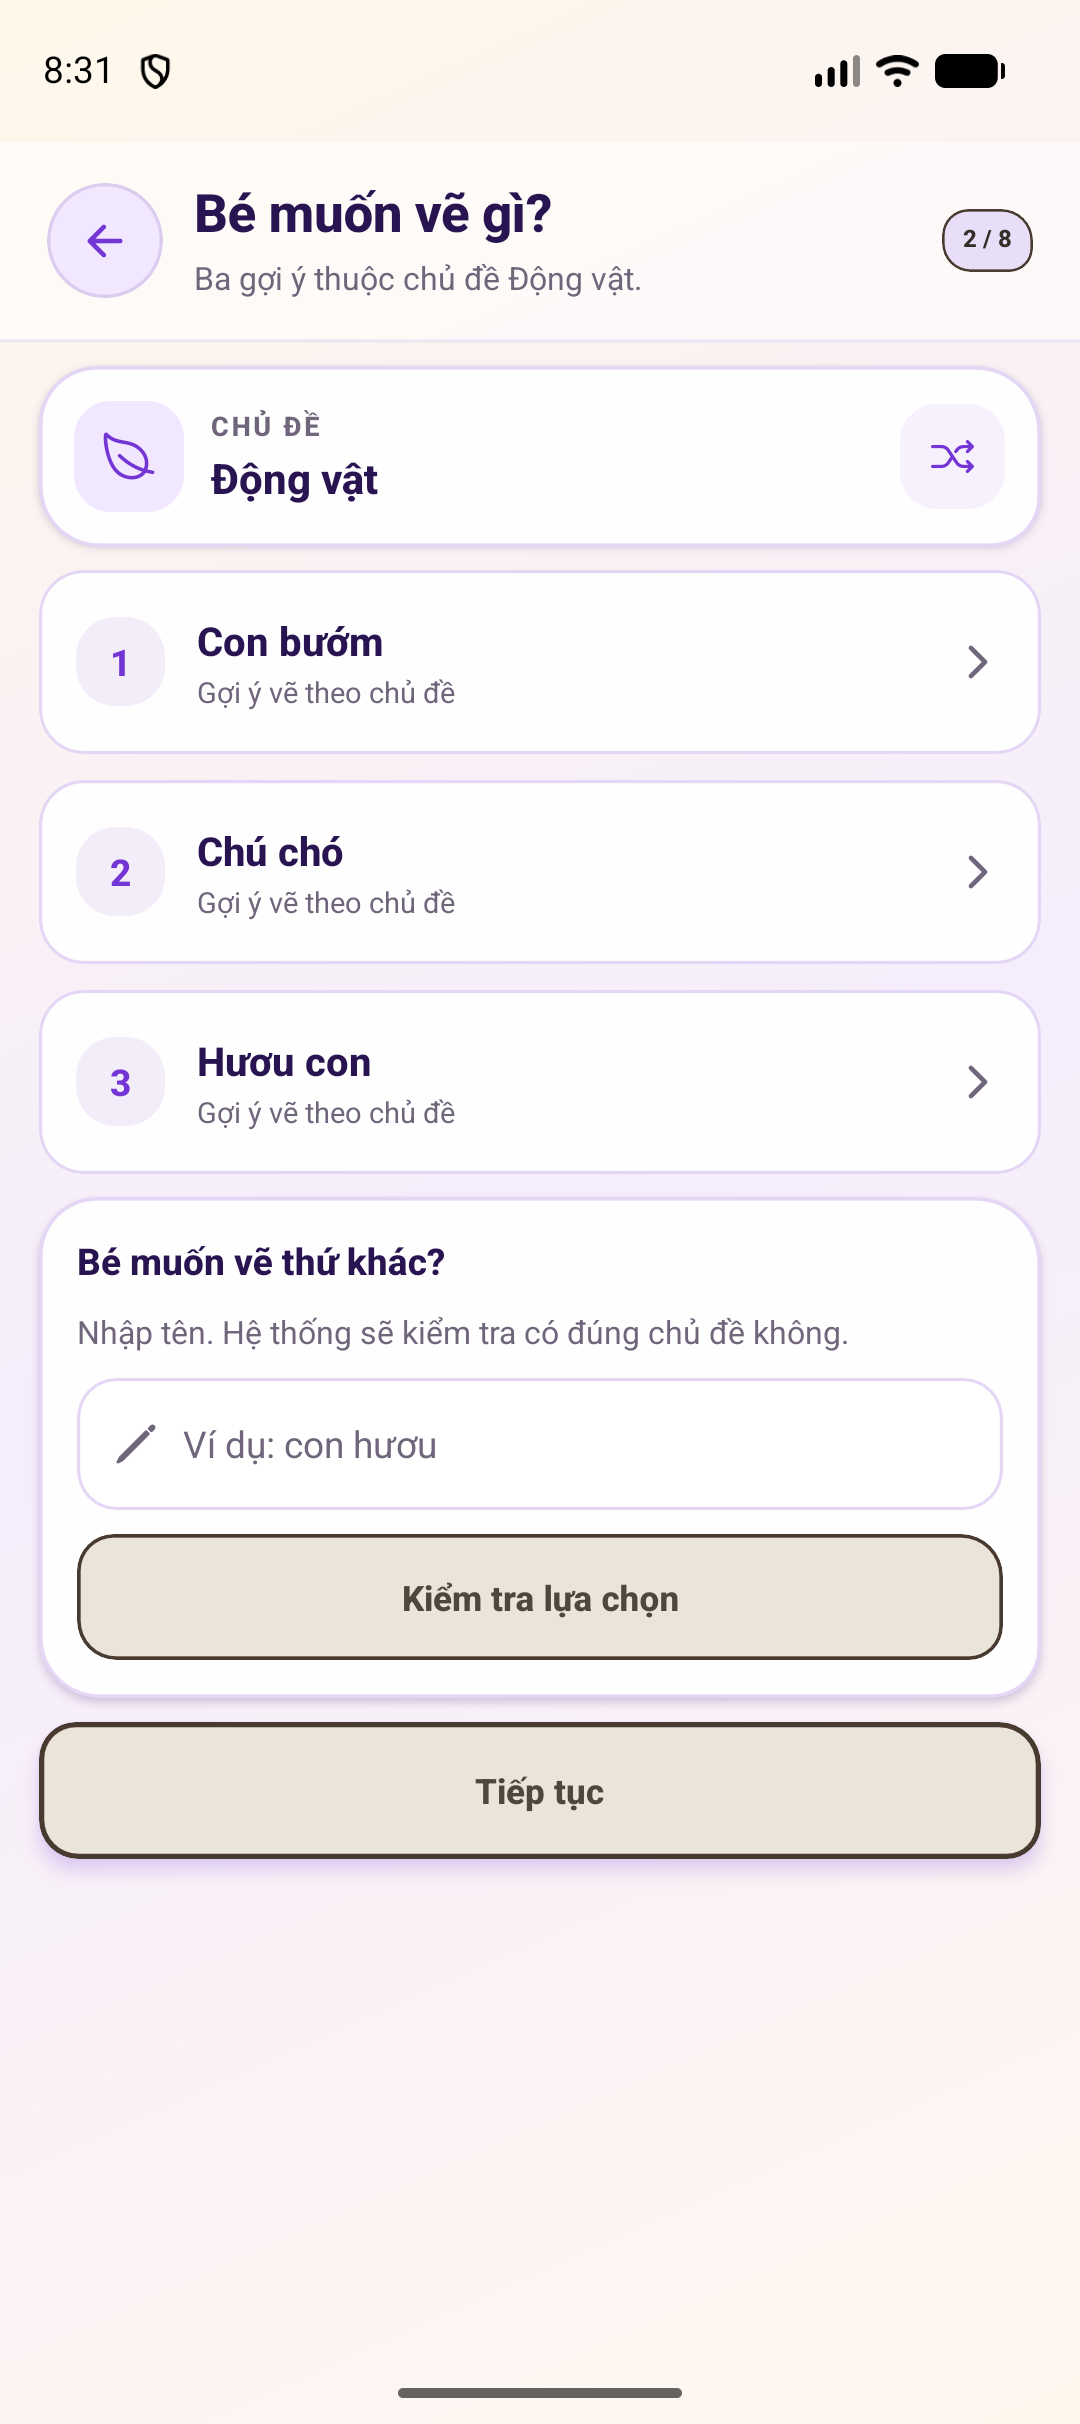 8:31
Bé muốn vẽ gì?
Ba gợi ý thuộc chủ đề Động vật.
2 / 8
CHỦ ĐỀ
Động vật
1
Con bướm
Gợi ý vẽ theo chủ đề
2
Chú chó
Gợi ý vẽ theo chủ đề
3
Hươu con
Gợi ý vẽ theo chủ đề
Bé muốn vẽ thứ khác?
Nhập tên. Hệ thống sẽ kiểm tra có đúng chủ đề không.
Ví dụ: con hươu
Kiểm tra lựa chọn
Tiếp tục